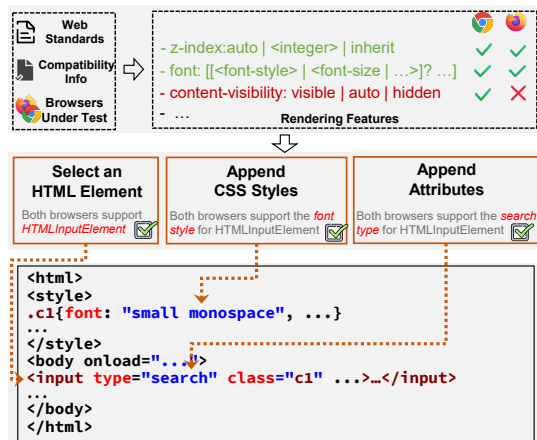 Web
Standards
Compatibility
Info
Browsers
Under Test
- z-index:auto | <integer> | inherit
- font: [[<font-style> | <font-size | …>]? …]
- content-visibility: visible | auto | hidden
- …
Rendering Features
Select an
HTML Element
Both browsers support
HTMLInputElement
Append
CSS Styles
Both browsers support the font
style for HTMLInputElement
Append
Attributes
Both browsers support the search
type for HTMLInputElement
<html>
<style>
.c1{font: "small monospace", ...}
...
</style>
<body onload="...">
<input type="search" class="c1" ...>…</input>
...
</body>
</html>